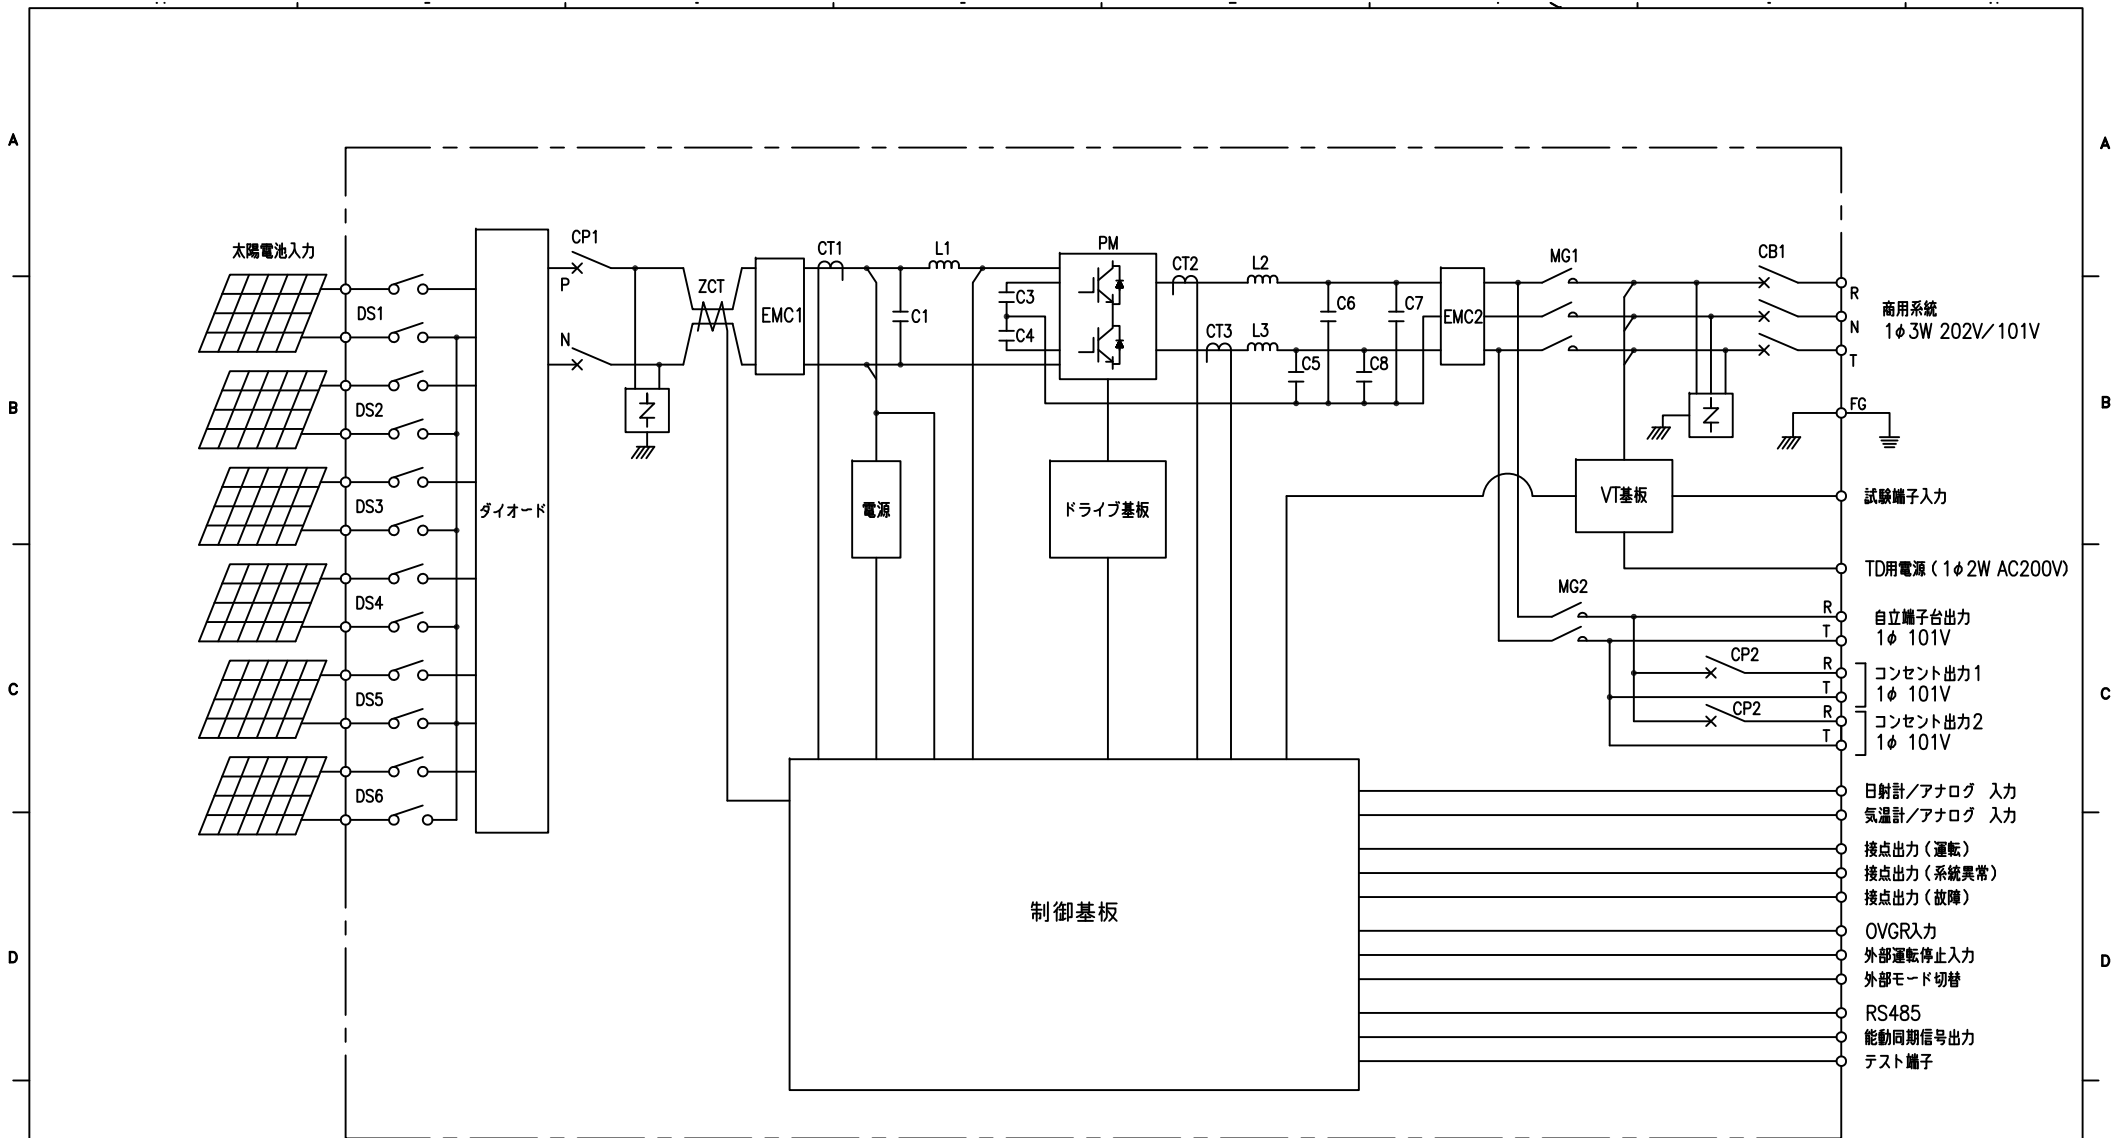 A
A
太陽電池入力
CP1
CT1
L1
PM
CT2
L2
MG1
CB1
P
ZCT
EMC1
C1
C3
C4
C6
C7
EMC2
R
N
T
商用系統
1φ3W 202V/101V
DS1
N
CT3
L3
C5
C8
B
B
FG
DS2
DS3
ダイオード
電源
ドライブ基板
VT基板
試験端子入力
TD用電源(1φ2W AC200V)
DS4
MG2
R
T
自立端子台出力
1φ 101V
C
C
DS5
CP2
R
T
コンセント出力1
1φ 101V
CP2
R
T
コンセント出力2
1φ 101V
DS6
日射計/アナログ 入力
気温計/アナログ 入力
接点出力(運転)
接点出力(系統異常)
接点出力(故障)
制御基板
D
D
OVGR入力
外部運転停止入力
外部モード切替
RS485
能動同期信号出力
テスト端子